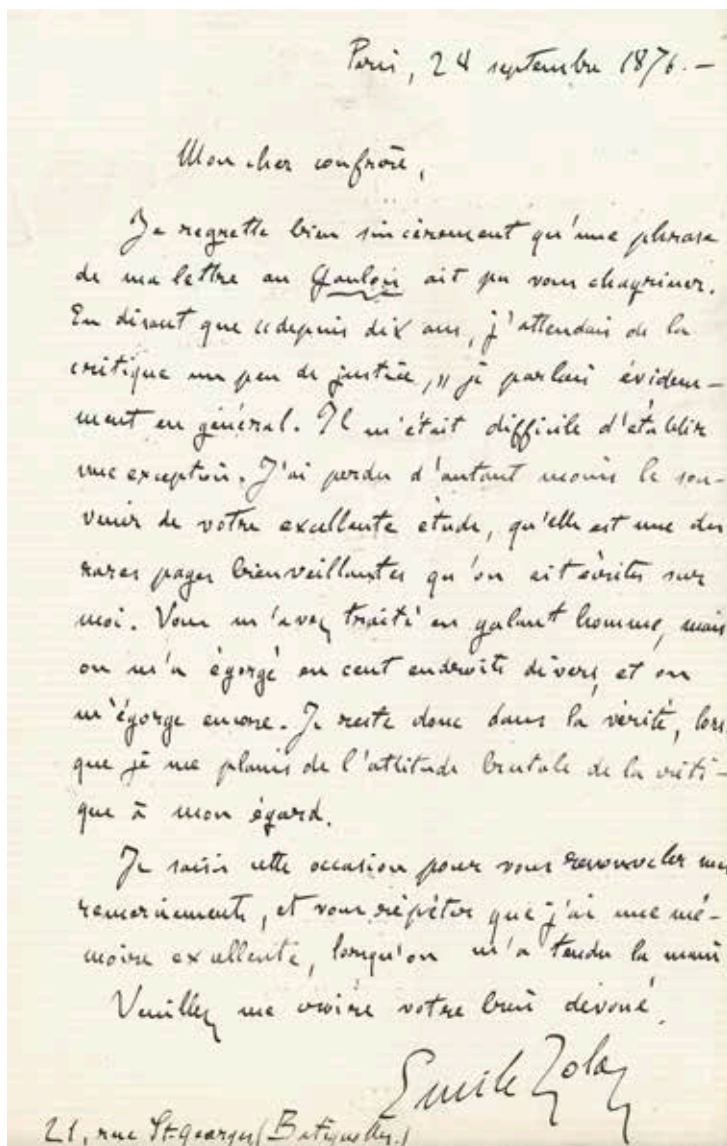 Paris, 24 septembre 1876. –
Mon cher confrère,
Je regrette bien sincèrement qu'une phrase
de ma lettre au Gaulois ait pu vous chagriner.
En disant que « depuis dix ans, j'attendais de la
critique un peu de justice, » je parlais évidem-
ment en général. Il m'était difficile d'établir
une exception. J'ai perdu d'autant moins le sou-
venir de votre excellente étude, qu'elle est une des
rares pages bienveillantes qu'on ait écrites sur
moi. Vous m'avez traité en galant homme, mais
on m'a égorgé en cent endroits divers, et on
m'égorge encore. Je reste donc dans la vérité, lors
que je me plains de l'attitude brutale de la criti-
que à mon égard.
Je saisis cette occasion pour vous renouveler mes
remerciements, et vous répéter que j'ai une mé-
moire excellente, lorsqu'on m'a tendu la main
Veuillez me croire votre bien dévoué.
Emile Zola
21, rue St-Georges (Batignolles.)